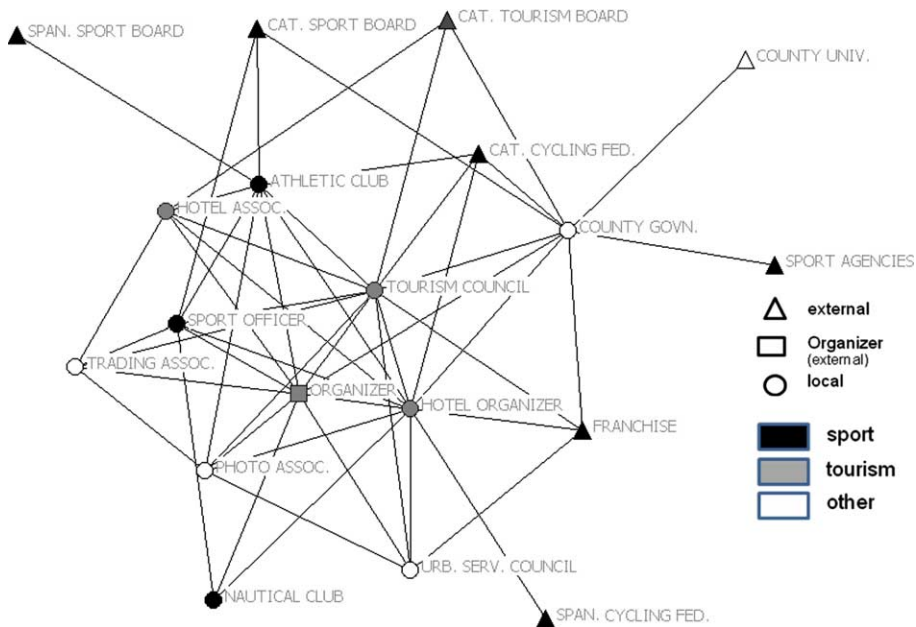 SPAN. SPORT BOARD
CAT. SPORT BOARD
CAT. TOURISM BOARD
COUNTY UNIV.
CAT. CYCLING FED.
ATHLETIC CLUB
HOTEL ASSOC.
COUNTY GOVN.
SPORT AGENCIES
TOURISM COUNCIL
external
SPORT OFFICER
Organizer
(external)
TRADING ASSOC.
local
ORGANIZER
HOTEL ORGANIZER
FRANCHISE
sport
PHOTO ASSOC.
tourism
other
URB. SERV. COUNCIL
NAUTICAL CLUB
SPAN. CYCLING FED.